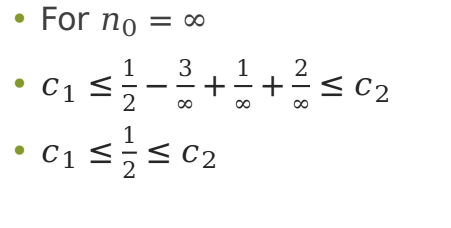 • For n₀ = ∞
• c₁ ≤ 1/2 − 3/∞ + 1/∞ + 2/∞ ≤ c₂
• c₁ ≤ 1/2 ≤ c₂